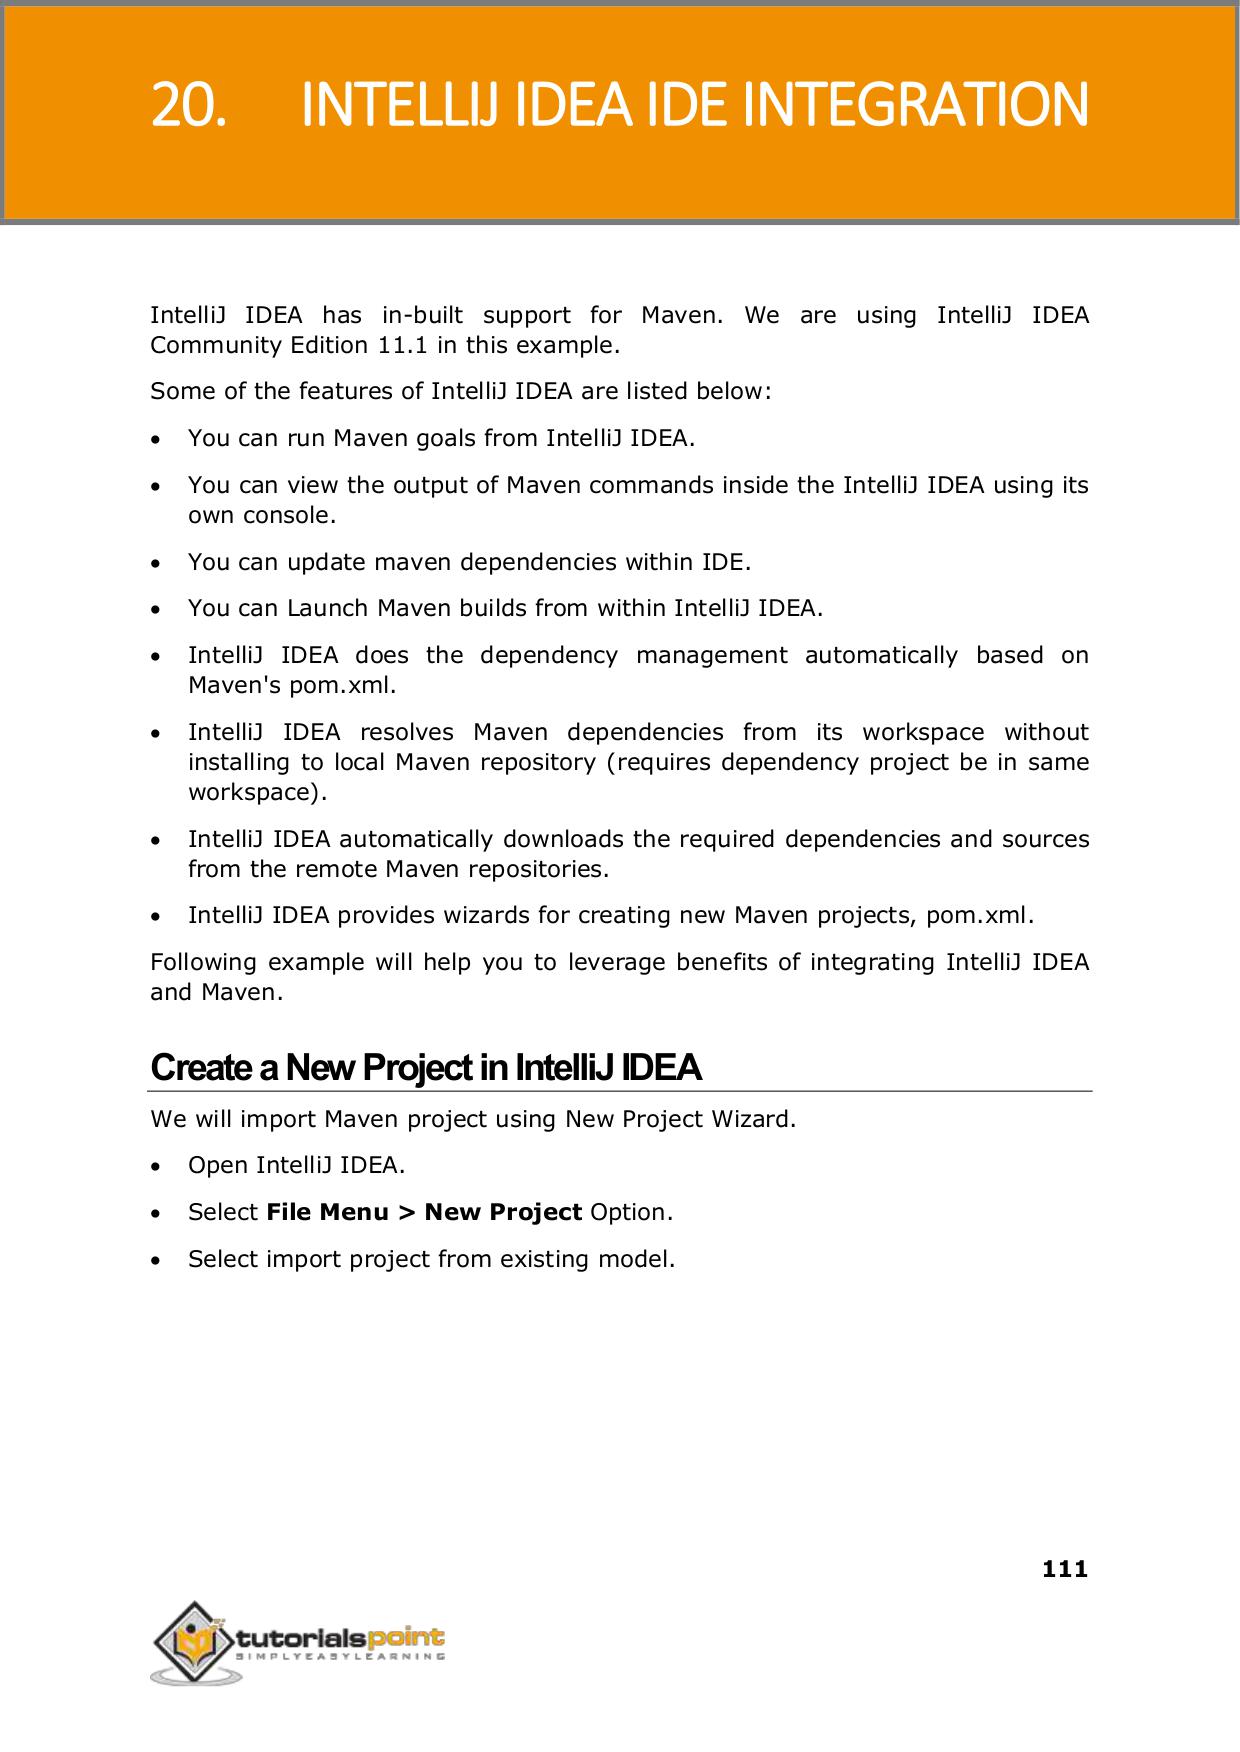 20. INTELLIJ IDEA IDE INTEGRATION
IntelliJ IDEA has in-built support for Maven. We are using IntelliJ IDEA
Community Edition 11.1 in this example.
Some of the features of IntelliJ IDEA are listed below:
• You can run Maven goals from IntelliJ IDEA.
• You can view the output of Maven commands inside the IntelliJ IDEA using its
own console.
• You can update maven dependencies within IDE.
• You can Launch Maven builds from within IntelliJ IDEA.
• IntelliJ IDEA does the dependency management automatically based on
Maven's pom.xml.
• IntelliJ IDEA resolves Maven dependencies from its workspace without
installing to local Maven repository (requires dependency project be in same
workspace).
• IntelliJ IDEA automatically downloads the required dependencies and sources
from the remote Maven repositories.
• IntelliJ IDEA provides wizards for creating new Maven projects, pom.xml.
Following example will help you to leverage benefits of integrating IntelliJ IDEA
and Maven.
Create a New Project in IntelliJ IDEA
We will import Maven project using New Project Wizard.
• Open IntelliJ IDEA.
• Select File Menu > New Project Option.
• Select import project from existing model.
111
tutorialspoint
SIMPLYEASYLEARNING